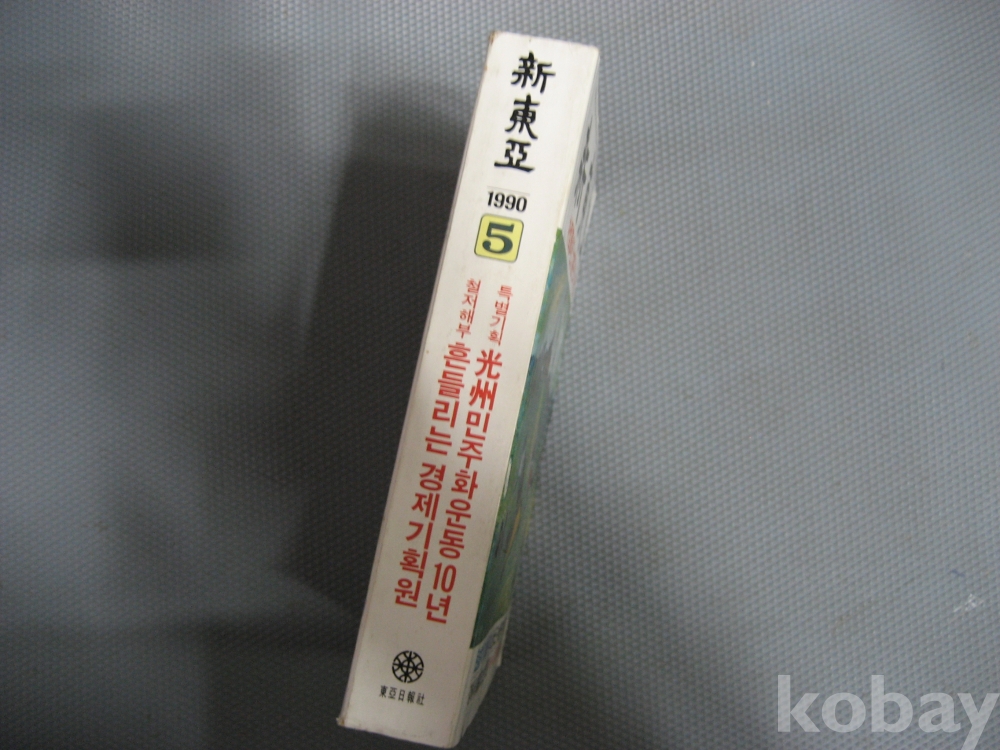 新東亞
1990
5
특별기획 光州민주화운동 10년
철저해부 흔들리는 경제기획원
東亞日報社
kobay